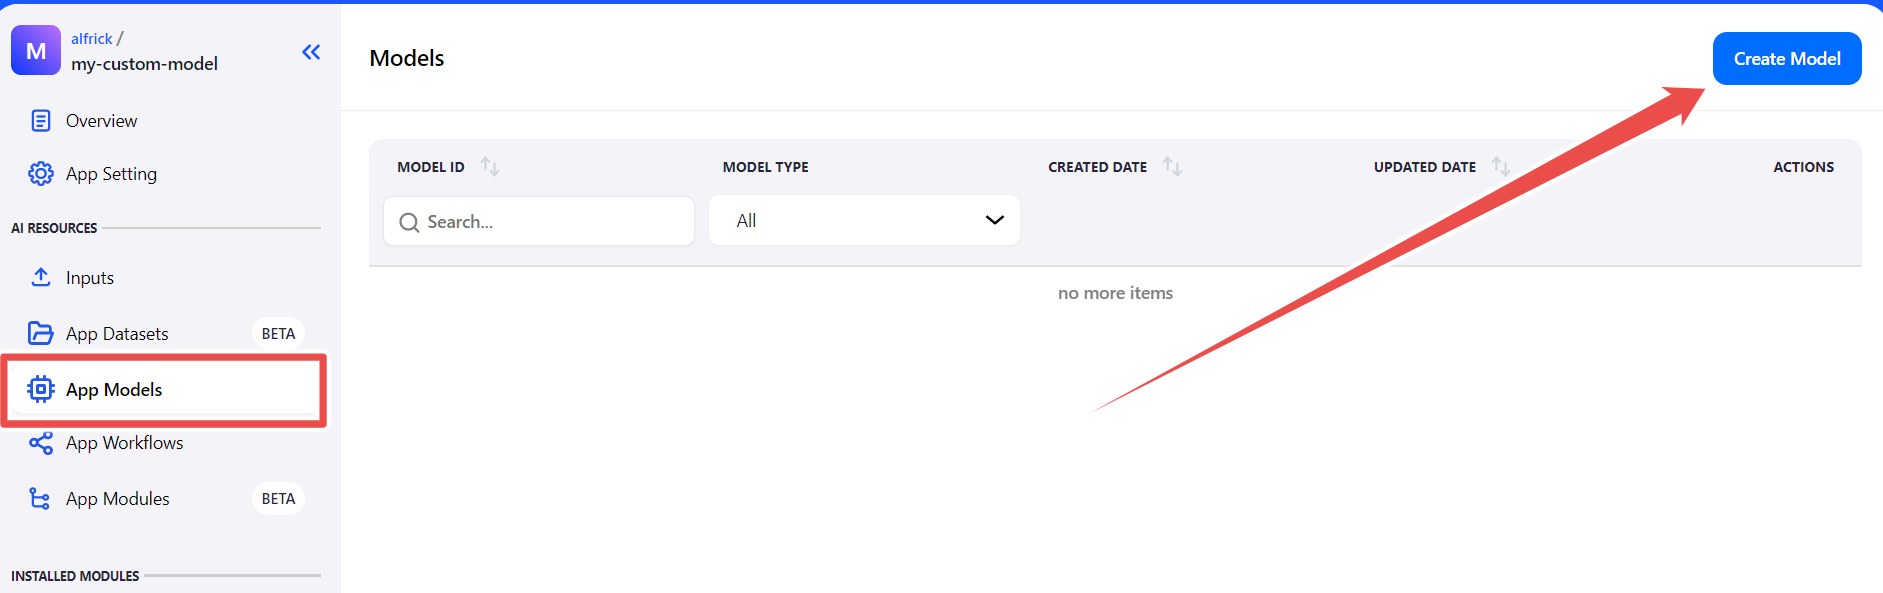 M
alfrick /
my-custom-model
Overview
App Setting
AI RESOURCES
Inputs
App Datasets BETA
App Models
App Workflows
App Modules BETA
INSTALLED MODULES
Models
Create Model
MODEL ID MODEL TYPE CREATED DATE UPDATED DATE ACTIONS
Search... All
no more items